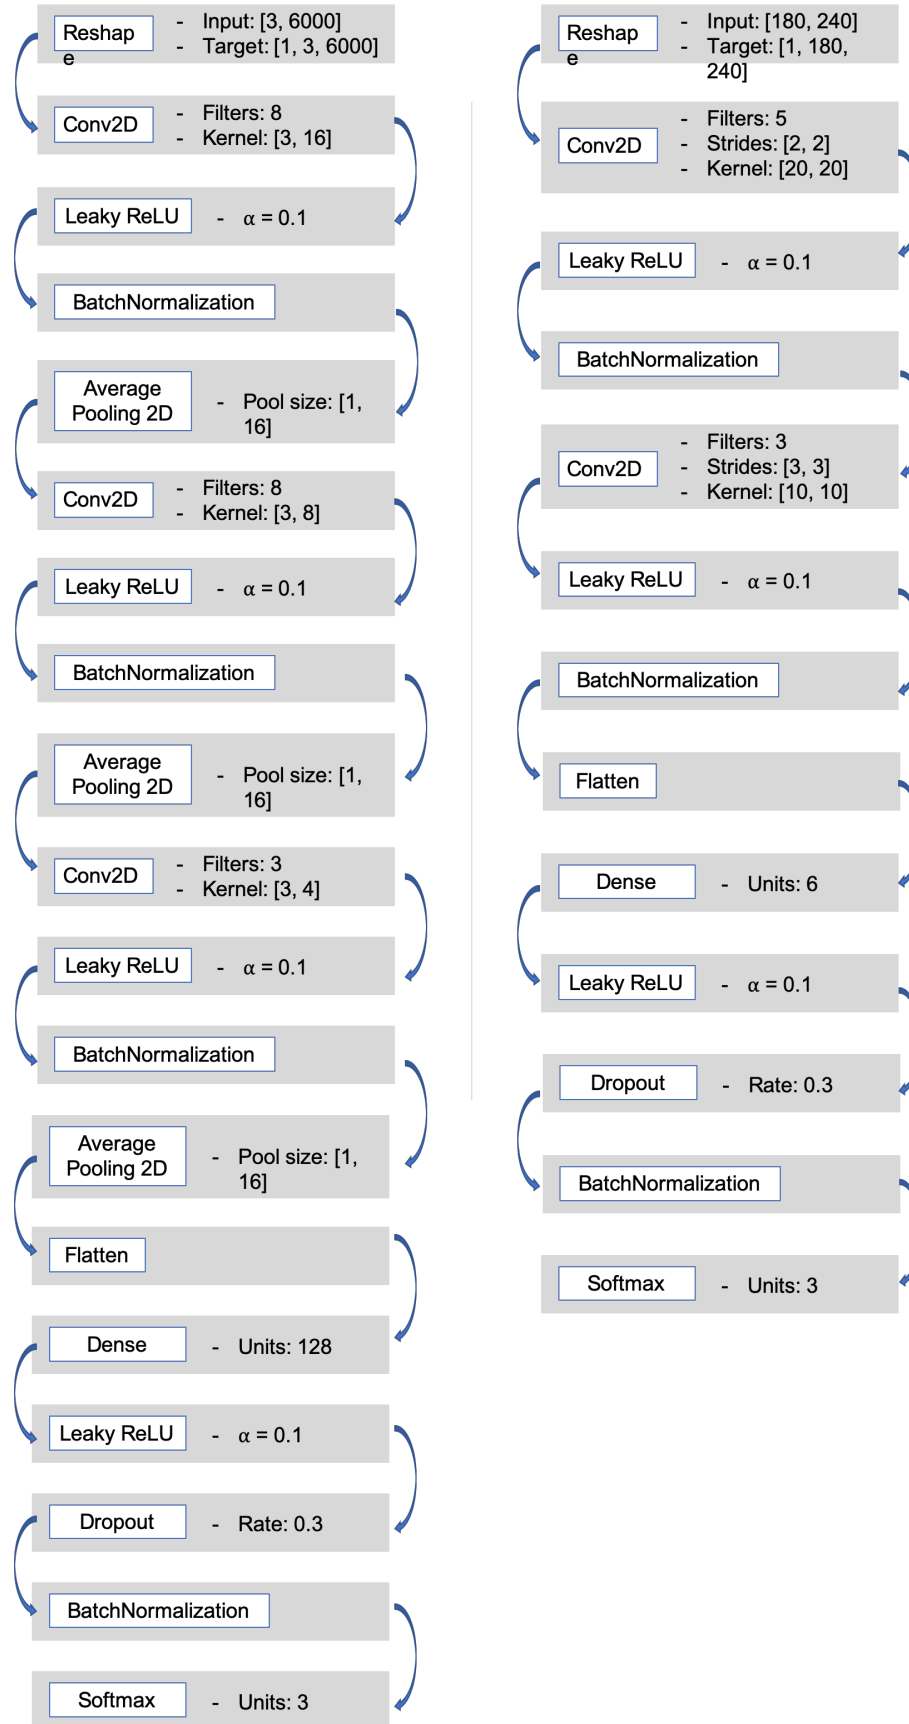 Reshap
e
- Input: [3, 6000]
- Target: [1, 3, 6000]
Conv2D
- Filters: 8
- Kernel: [3, 16]
Leaky ReLU - α = 0.1
BatchNormalization
Average
Pooling 2D
- Pool size: [1,
16]
Conv2D
- Filters: 8
- Kernel: [3, 8]
Leaky ReLU - α = 0.1
BatchNormalization
Average
Pooling 2D
- Pool size: [1,
16]
Conv2D
- Filters: 3
- Kernel: [3, 4]
Leaky ReLU - α = 0.1
BatchNormalization
Average
Pooling 2D
- Pool size: [1,
16]
Flatten
Dense - Units: 128
Leaky ReLU - α = 0.1
Dropout - Rate: 0.3
BatchNormalization
Softmax - Units: 3
Reshap
e
- Input: [180, 240]
- Target: [1, 180,
240]
Conv2D
- Filters: 5
- Strides: [2, 2]
- Kernel: [20, 20]
Leaky ReLU - α = 0.1
BatchNormalization
Conv2D
- Filters: 3
- Strides: [3, 3]
- Kernel: [10, 10]
Leaky ReLU - α = 0.1
BatchNormalization
Flatten
Dense - Units: 6
Leaky ReLU - α = 0.1
Dropout - Rate: 0.3
BatchNormalization
Softmax - Units: 3